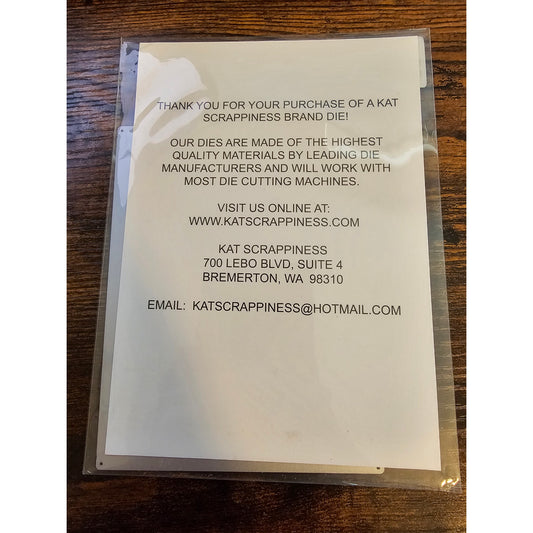 THANK YOU FOR YOUR PURCHASE OF A KAT
SCRAPPINESS BRAND DIE!
OUR DIES ARE MADE OF THE HIGHEST
QUALITY MATERIALS BY LEADING DIE
MANUFACTURERS AND WILL WORK WITH
MOST DIE CUTTING MACHINES.
VISIT US ONLINE AT:
WWW.KATSCRAPPINESS.COM
KAT SCRAPPINESS
700 LEBO BLVD, SUITE 4
BREMERTON, WA 98310
EMAIL: KATSCRAPPINESS@HOTMAIL.COM